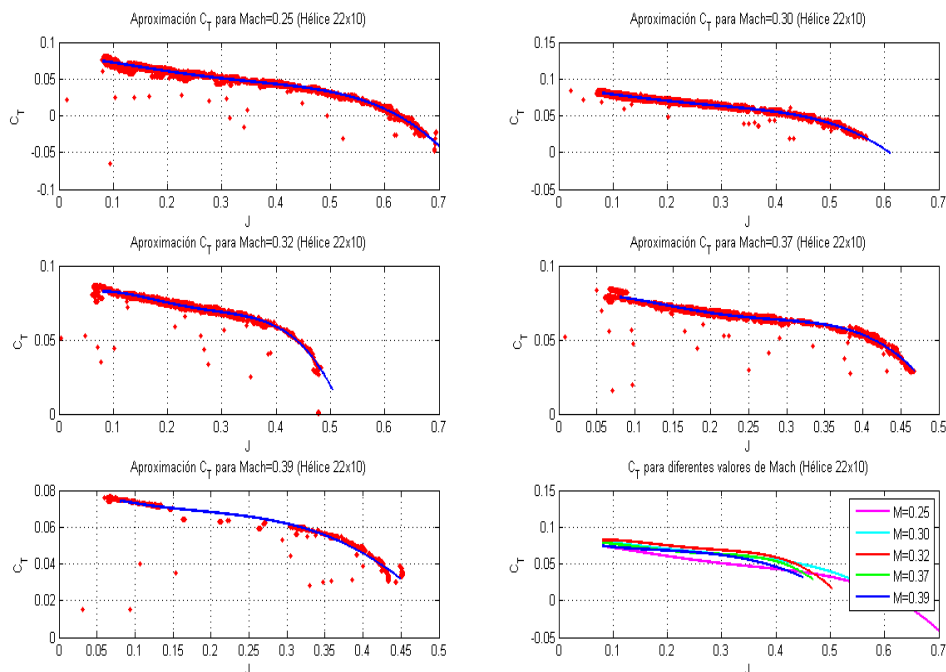 Aproximación C_T para Mach=0.25 (Hélice 22x10)
0.1
0.05
0
-0.05
-0.1
C_T
0 0.1 0.2 0.3 0.4 0.5 0.6 0.7
J
Aproximación C_T para Mach=0.30 (Hélice 22x10)
0.15
0.1
0.05
0
-0.05
C_T
0 0.1 0.2 0.3 0.4 0.5 0.6 0.7
J
Aproximación C_T para Mach=0.32 (Hélice 22x10)
0.1
0.05
0
C_T
0 0.1 0.2 0.3 0.4 0.5 0.6 0.7
J
Aproximación C_T para Mach=0.37 (Hélice 22x10)
0.1
0.05
0
C_T
0 0.05 0.1 0.15 0.2 0.25 0.3 0.35 0.4 0.45 0.5
J
Aproximación C_T para Mach=0.39 (Hélice 22x10)
0.08
0.06
0.04
0.02
0
C_T
0 0.05 0.1 0.15 0.2 0.25 0.3 0.35 0.4 0.45 0.5
J
C_T para diferentes valores de Mach (Hélice 22x10)
0.15
0.1
0.05
0
-0.05
C_T
0 0.1 0.2 0.3 0.4 0.5 0.6 0.7
J
M=0.25
M=0.30
M=0.32
M=0.37
M=0.39